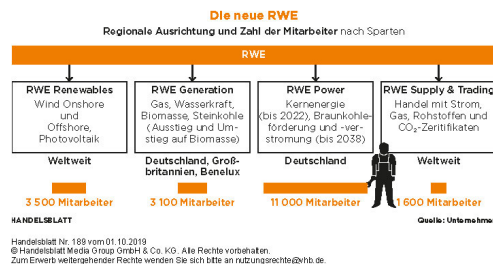 Die neue RWE
Regionale Ausrichtung und Zahl der Mitarbeiter nach Sparten
RWE
RWE Renewables
Wind Onshore
und
Offshore,
Photovoltaik
Weltweit
3 500 Mitarbeiter
RWE Generation
Gas, Wasserkraft,
Biomasse, Steinkohle
(Ausstieg und Um-
stieg auf Biomasse)
Deutschland, Groß-
britannien, Benelux
3 100 Mitarbeiter
RWE Power
Kernenergie
(bis 2022), Braunkohle-
förderung und -ver-
stromung (bis 2038)
Deutschland
11 000 Mitarbeiter
RWE Supply & Trading
Handel mit Strom,
Gas, Rohstoffen und
CO₂-Zeritifikaten
Weltweit
1 600 Mitarbeiter
HANDELSBLATT
Quelle: Unternehmen
Handelsblatt Nr. 189 vom 01.10.2019
© Handelsblatt Media Group GmbH & Co. KG. Alle Rechte vorbehalten.
Zum Erwerb weitergehender Rechte wenden Sie sich bitte an nutzungsrechte@vhb.de.